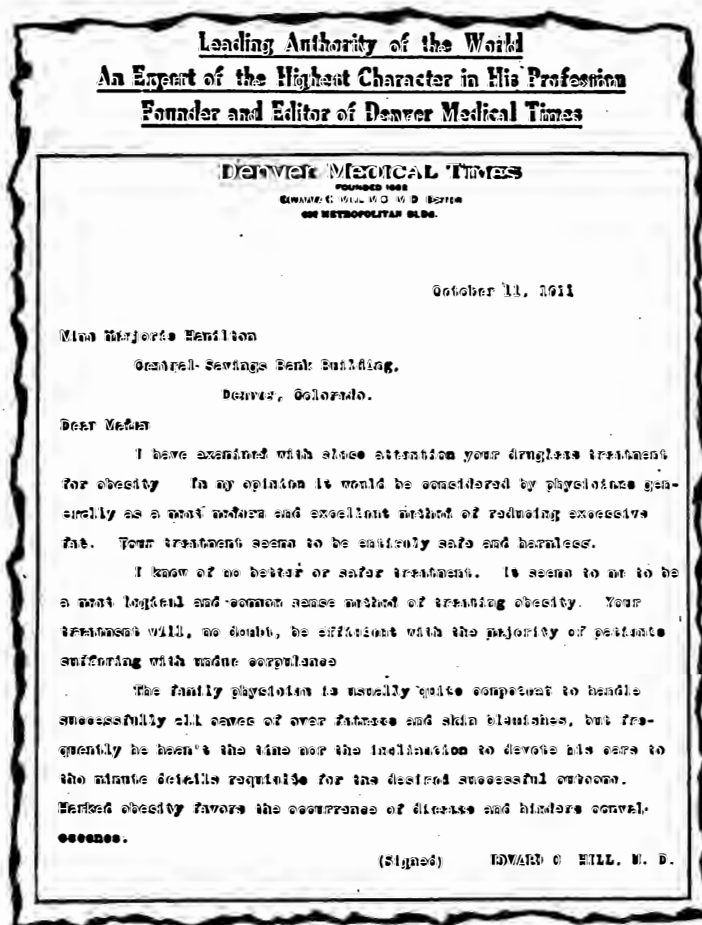 Leading Authority of the World
An Expert of the Highest Character in His Profession
Founder and Editor of Denver Medical Times
DENVER MEDICAL TIMES
FOUNDED 1882
EDWARD C. HILL, M.D. EDITOR
METROPOLITAN BLDG.
October 11, 1911
Miss Marjorie Hamilton
Central Savings Bank Building,
Denver, Colorado.
Dear Madam
I have examined with close attention your drugless treatment
for obesity In my opinion it would be considered by physicians gen-
erally as a most modern and excellent method of reducing excessive
fat. Your treatment seems to be entirely safe and harmless.
I know of no better or safer treatment. It seems to me to be
a most logical and common sense method of treating obesity. Your
treatment will, no doubt, be efficient with the majority of patients
suffering with undue corpulence
The family physician is usually quite competent to handle
successfully all cases of over fatness and skin blemishes, but fre-
quently he hasn't the time nor the inclination to devote his care to
the minute details requisite for the desired successful outcome.
Marked obesity favors the occurrence of disease and hinders conval-
escence.
(Signed) EDWARD C HILL, M. D.